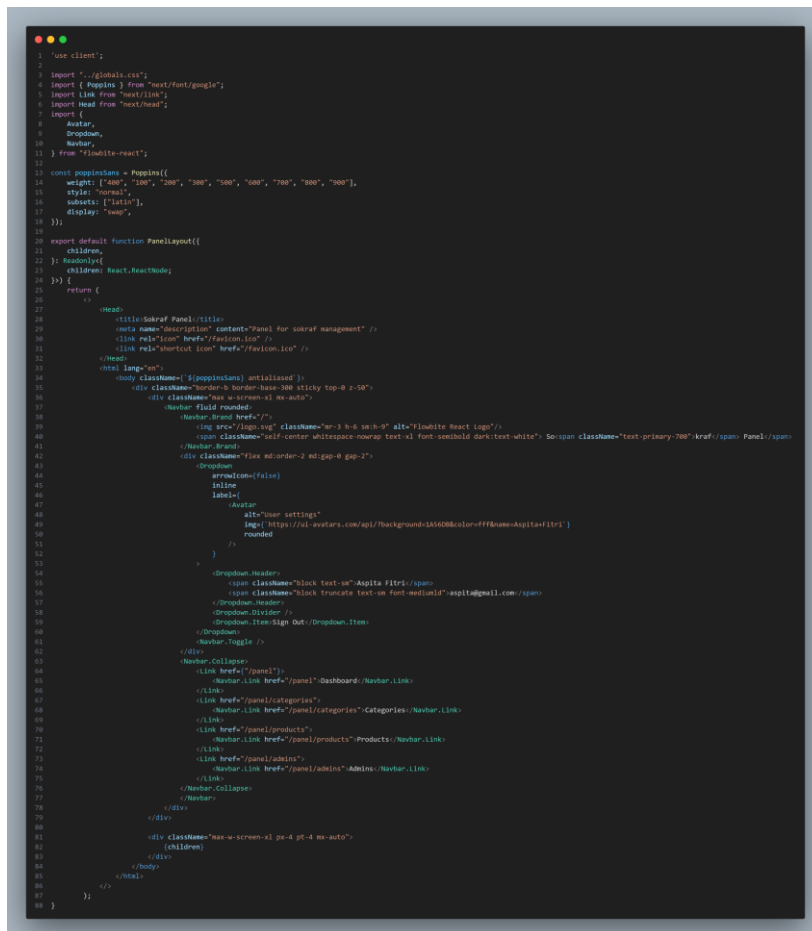 1 'use client';
2
3 import "../globals.css";
4 import { Poppins } from "next/font/google";
5 import Link from "next/link";
6 import Head from "next/head";
7 import {
8     Avatar,
9     Dropdown,
10     Navbar,
11 } from "flowbite-react";
12
13 const poppinsSans = Poppins({
14     weight: ["400", "100", "200", "300", "500", "600", "700", "800", "900"],
15     style: "normal",
16     subsets: ["latin"],
17     display: "swap",
18 });
19
20 export default function PanelLayout({
21     children,
22 }: Readonly<{
23     children: React.ReactNode;
24 }>) {
25     return (
26         <>
27             <Head>
28                 <title>Sokraf Panel</title>
29                 <meta name="description" content="Panel for sokraf management" />
30                 <link rel="icon" href="/favicon.ico" />
31                 <link rel="shortcut icon" href="/favicon.ico" />
32             </Head>
33             <html lang="en">
34                 <body className={`${poppinsSans} antialiased`}>
35                     <div className="border-b border-base-300 sticky top-0 z-50">
36                         <div className="max w-screen-xl mx-auto">
37                             <Navbar fluid rounded>
38                                 <Navbar.Brand href="/">
39                                     <img src="/logo.svg" className="mr-3 h-6 sm:h-9" alt="Flowbite React Logo"/>
40                                     <span className="self-center whitespace-nowrap text-xl font-semibold dark:text-white"> So<span className="text-primary-700">kraf</span> Panel</span>
41                                 </Navbar.Brand>
42                                 <div className="flex md:order-2 md:gap-0 gap-2">
43                                     <Dropdown
44                                         arrowIcon={false}
45                                         inline
46                                         label={
47                                             <Avatar
48                                                 alt="User settings"
49                                                 img={`https://ui-avatars.com/api/?background=1A56DB&color=fff&name=Aspita+Fitri`}
50                                                 rounded
51                                             />
52                                         }
53                                     >
54                                         <Dropdown.Header>
55                                             <span className="block text-sm">Aspita Fitri</span>
56                                             <span className="block truncate text-sm font-mediumld">aspita@gmail.com</span>
57                                         </Dropdown.Header>
58                                         <Dropdown.Divider />
59                                         <Dropdown.Item>Sign Out</Dropdown.Item>
60                                     </Dropdown>
61                                     <Navbar.Toggle />
62                                 </div>
63                                 <Navbar.Collapse>
64                                     <Link href={"/panel"}>
65                                         <Navbar.Link href="/panel">Dashboard</Navbar.Link>
66                                     </Link>
67                                     <Link href="/panel/categories">
68                                         <Navbar.Link href="/panel/categories">Categories</Navbar.Link>
69                                     </Link>
70                                     <Link href="/panel/products">
71                                         <Navbar.Link href="/panel/products">Products</Navbar.Link>
72                                     </Link>
73                                     <Link href="/panel/admins">
74                                         <Navbar.Link href="/panel/admins">Admins</Navbar.Link>
75                                     </Link>
76                                 </Navbar.Collapse>
77                                 </Navbar>
78                             </div>
79                         </div>
80
81                         <div className="max-w-screen-xl px-4 pt-4 mx-auto">
82                             {children}
83                         </div>
84                     </body>
85                 </html>
86             </>
87         );
88 }